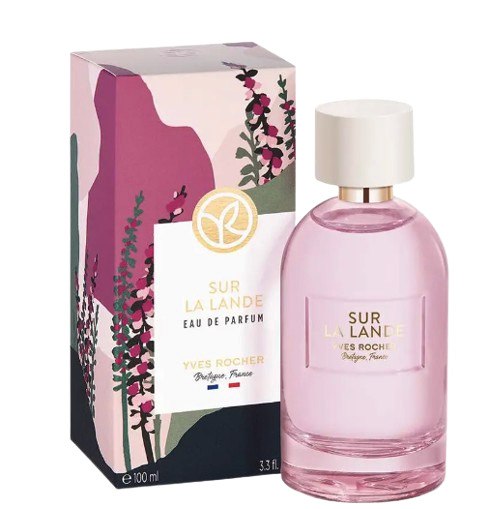 SUR
LA LANDE
EAU DE PARFUM
YVES ROCHER
Bretagne, France
℮ 100 ml
3.3 fl.
SUR
LA LANDE
YVES ROCHER
Bretagne, France